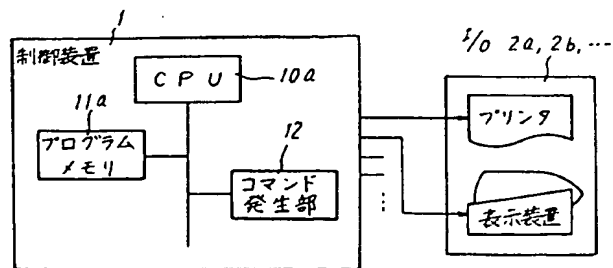 1
I/O 2a, 2b, …
制御装置
CPU
10a
11a
プログラム
メモリ
12
コマンド
発生部
プリンタ
表示装置